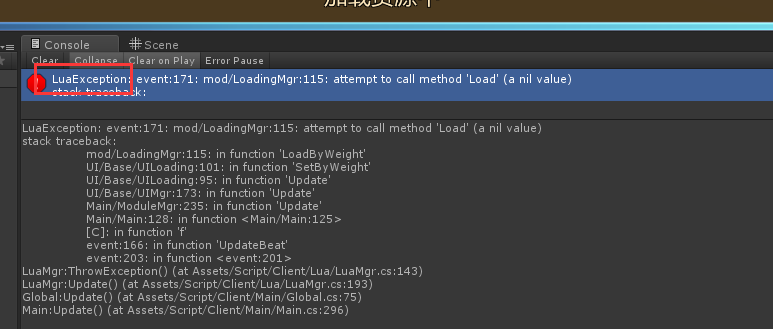 加载资源中
Console
Scene
Clear Collapse Clear on Play Error Pause
LuaException: event:171: mod/LoadingMgr:115: attempt to call method 'Load' (a nil value)
stack traceback:
LuaException: event:171: mod/LoadingMgr:115: attempt to call method 'Load' (a nil value)
stack traceback:
mod/LoadingMgr:115: in function 'LoadByWeight'
UI/Base/UILoading:101: in function 'SetByWeight'
UI/Base/UILoading:95: in function 'Update'
UI/Base/UIMgr:173: in function 'Update'
Main/ModuleMgr:235: in function 'Update'
Main/Main:128: in function <Main/Main:125>
[C]: in function 'f'
event:166: in function 'UpdateBeat'
event:203: in function <event:201>
LuaMgr:ThrowException() (at Assets/Script/Client/Lua/LuaMgr.cs:143)
LuaMgr:Update() (at Assets/Script/Client/Lua/LuaMgr.cs:193)
Global:Update() (at Assets/Script/Client/Main/Global.cs:75)
Main:Update() (at Assets/Script/Client/Main/Main.cs:296)